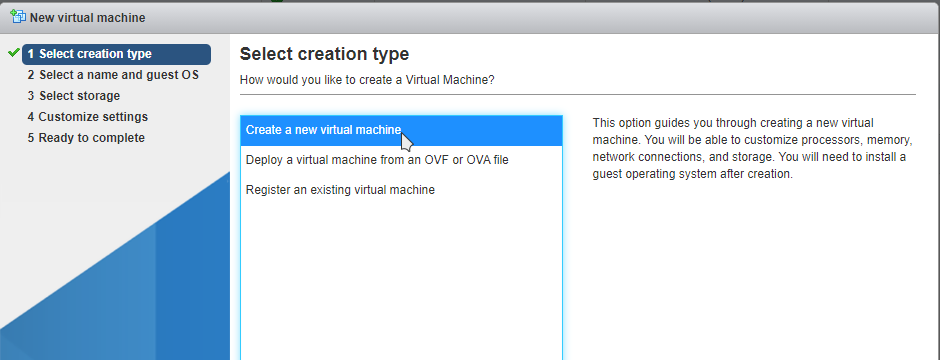 New virtual machine
1 Select creation type
2 Select a name and guest OS
3 Select storage
4 Customize settings
5 Ready to complete
Select creation type
How would you like to create a Virtual Machine?
Create a new virtual machine
Deploy a virtual machine from an OVF or OVA file
Register an existing virtual machine
This option guides you through creating a new virtual
machine. You will be able to customize processors, memory,
network connections, and storage. You will need to install a
guest operating system after creation.